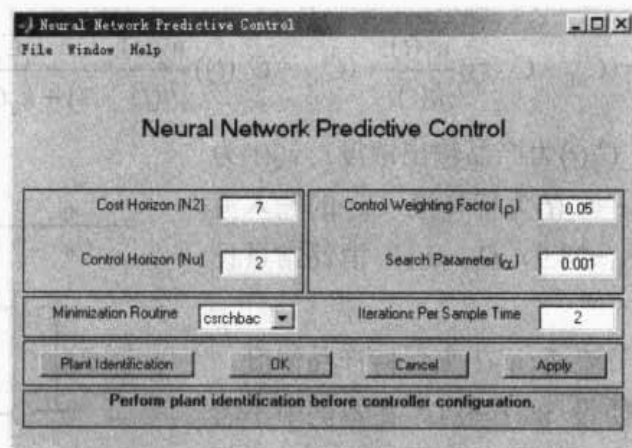 Neural Network Predictive Control
File Window Help
Neural Network Predictive Control
Cost Horizon (N2) 7
Control Weighting Factor (ρ) 0.05
Control Horizon (Nu) 2
Search Parameter (α) 0.001
Minimization Routine csrchbac
Iterations Per Sample Time 2
Plant Identification OK Cancel Apply
Perform plant identification before controller configuration.